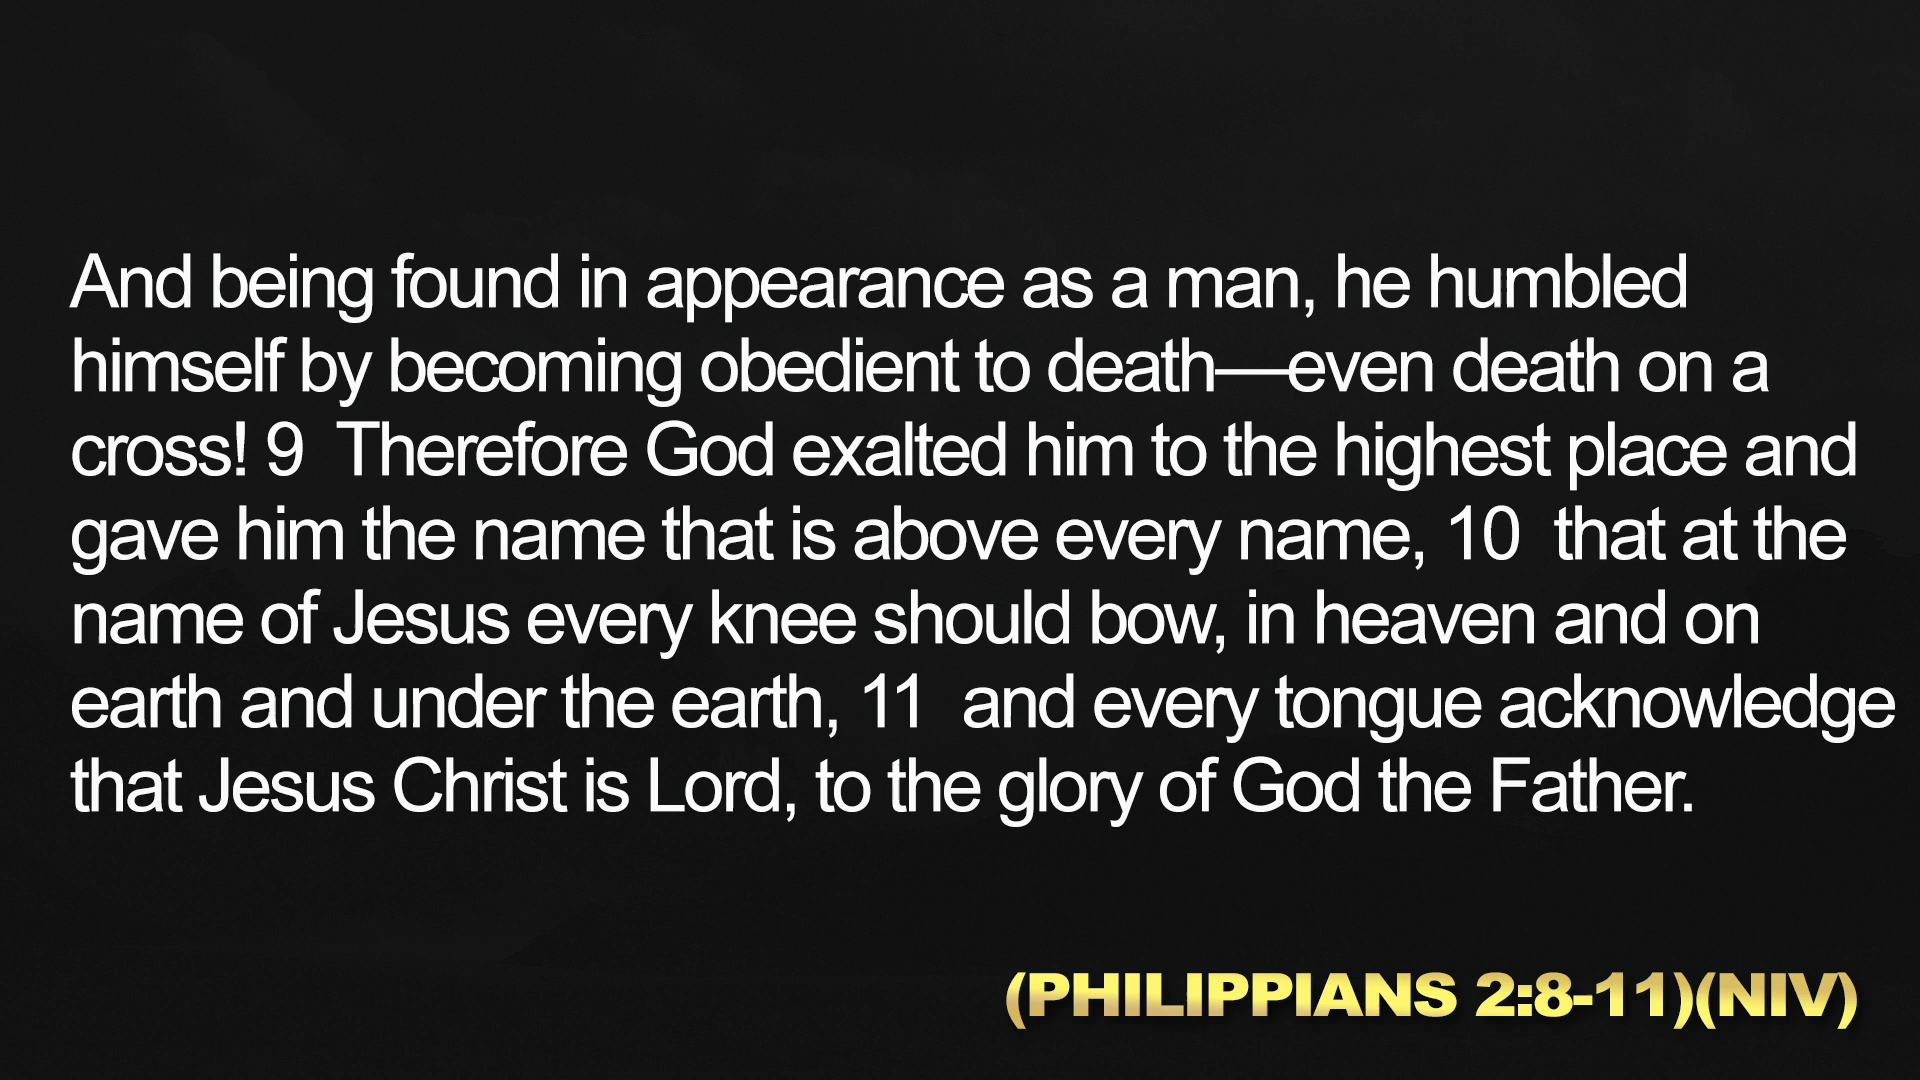 And being found in appearance as a man, he humbled
himself by becoming obedient to death—even death on a
cross! 9  Therefore God exalted him to the highest place and
gave him the name that is above every name, 10  that at the
name of Jesus every knee should bow, in heaven and on
earth and under the earth, 11  and every tongue acknowledge
that Jesus Christ is Lord, to the glory of God the Father.
(PHILIPPIANS 2:8-11)(NIV)